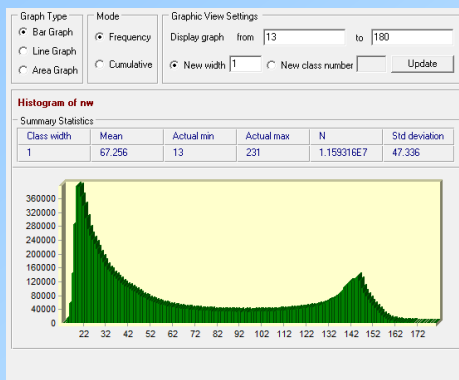 Graph Type
Bar Graph
Line Graph
Area Graph
Mode
Frequency
Cumulative
Graphic View Settings
Display graph from 13 to 180
New width 1 New class number Update
Histogram of nw
Summary Statistics
Class width Mean Actual min Actual max N Std deviation
1 67.256 13 231 1.159316E7 47.336
360000
320000
280000
240000
200000
160000
120000
80000
40000
0
22 32 42 52 62 72 82 92 102 112 122 132 142 152 162 172